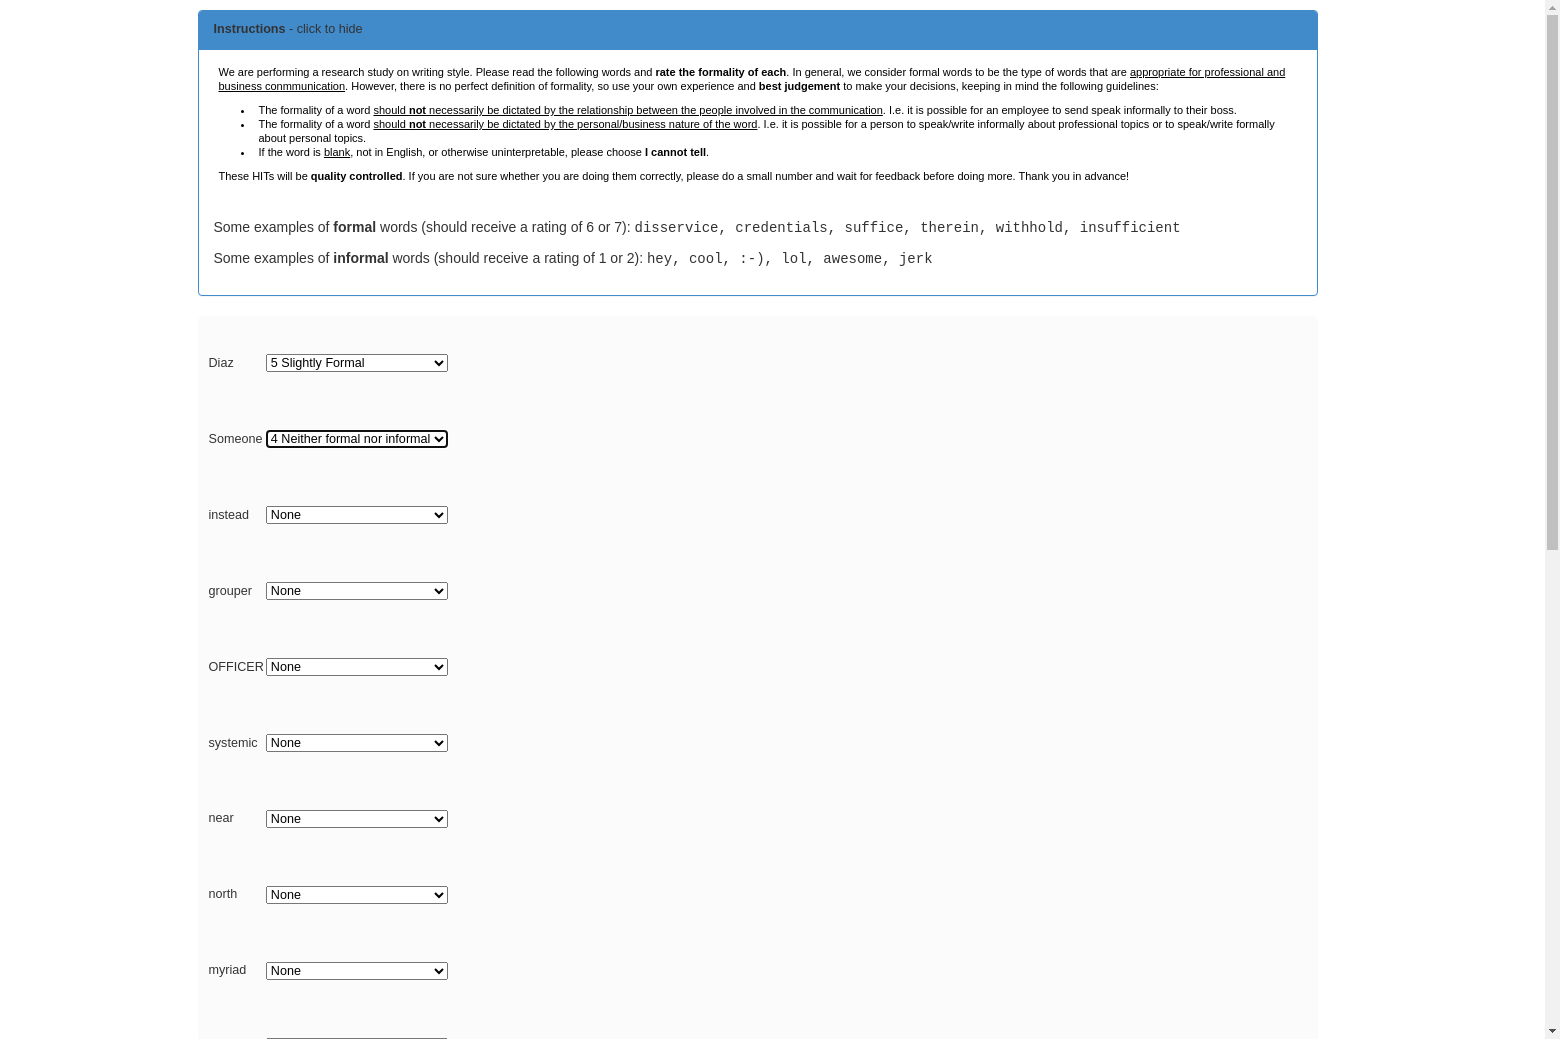 Instructions - click to hide
We are performing a research study on writing style. Please read the following words and rate the formality of each. In general, we consider formal words to be the type of words that are appropriate for professional and
business conmmunication. However, there is no perfect definition of formality, so use your own experience and best judgement to make your decisions, keeping in mind the following guidelines:
• The formality of a word should not necessarily be dictated by the relationship between the people involved in the communication. I.e. it is possible for an employee to send speak informally to their boss.
• The formality of a word should not necessarily be dictated by the personal/business nature of the word. I.e. it is possible for a person to speak/write informally about professional topics or to speak/write formally
about personal topics.
• If the word is blank, not in English, or otherwise uninterpretable, please choose I cannot tell.
These HITs will be quality controlled. If you are not sure whether you are doing them correctly, please do a small number and wait for feedback before doing more. Thank you in advance!
Some examples of formal words (should receive a rating of 6 or 7): disservice, credentials, suffice, therein, withhold, insufficient
Some examples of informal words (should receive a rating of 1 or 2): hey, cool, :-), lol, awesome, jerk
Diaz 5 Slightly Formal
Someone 4 Neither formal nor informal
instead None
grouper None
OFFICER None
systemic None
near None
north None
myriad None